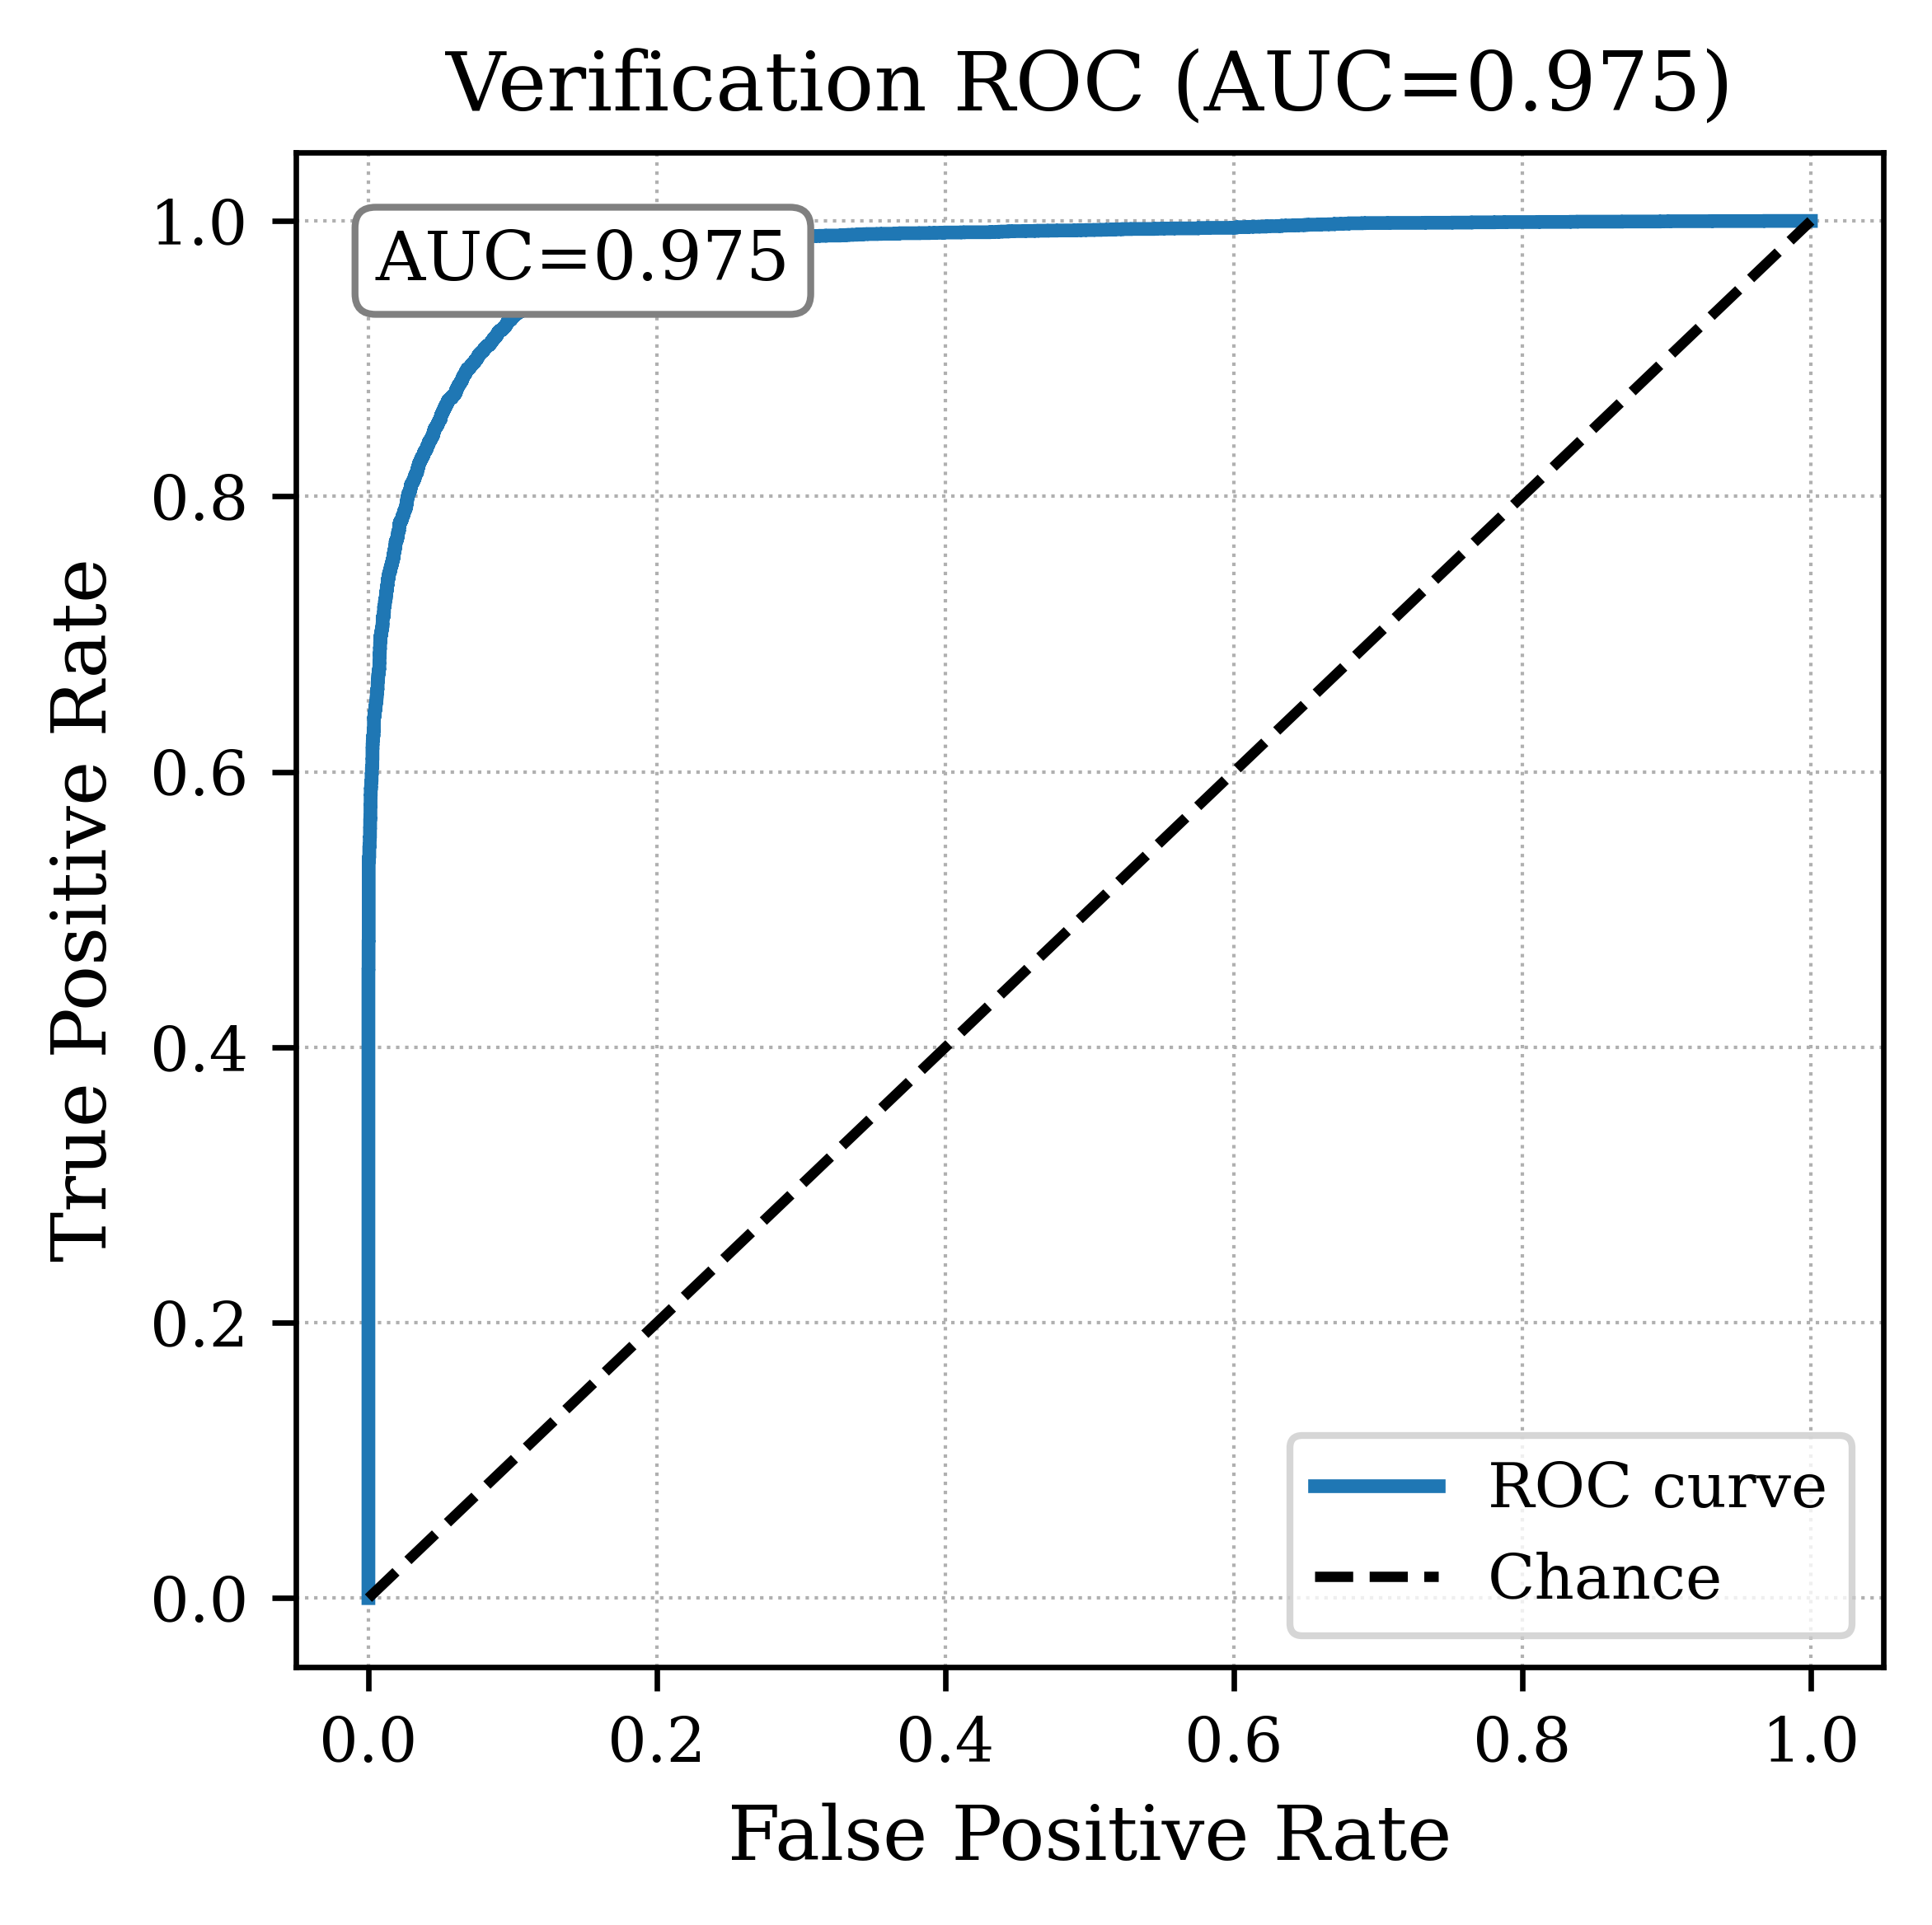 Verification ROC (AUC=0.975)
AUC=0.975
1.0
0.8
0.6
0.4
0.2
0.0
True Positive Rate
ROC curve
Chance
0.0 0.2 0.4 0.6 0.8 1.0
False Positive Rate